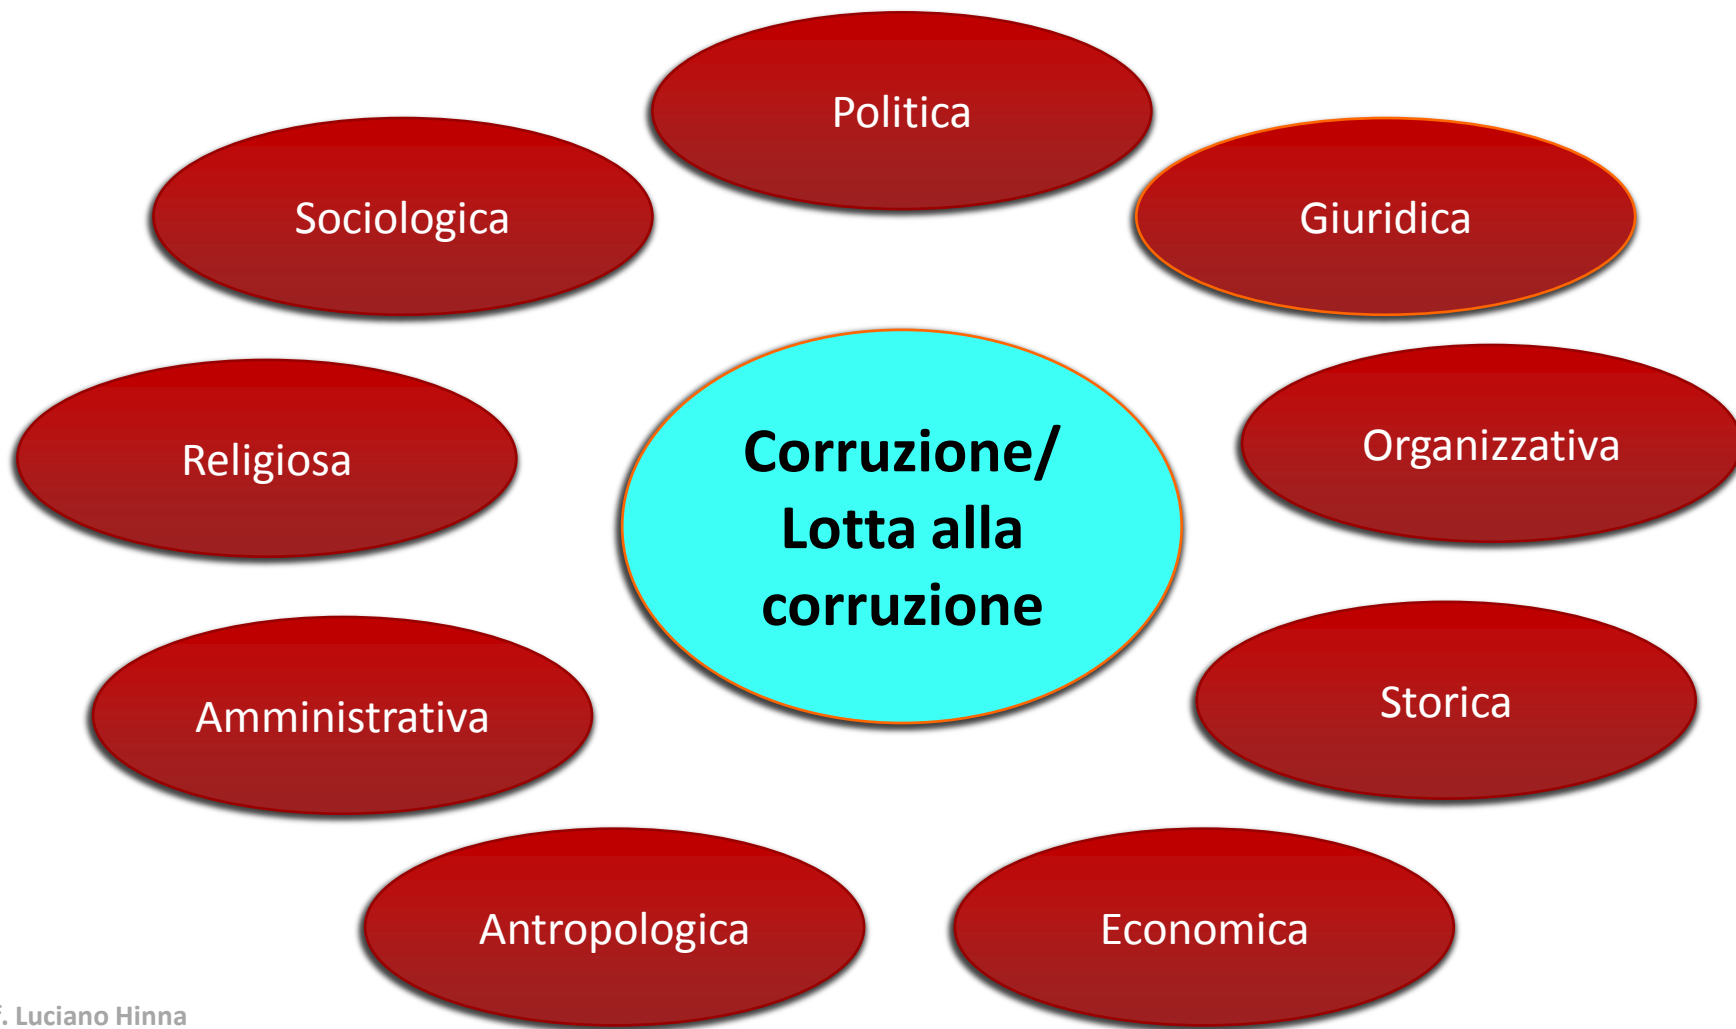 Politica
Sociologica
Giuridica
Corruzione/
Lotta alla
corruzione
Organizzativa
Religiosa
Storica
Amministrativa
Antropologica
Economica
. Luciano Hinna